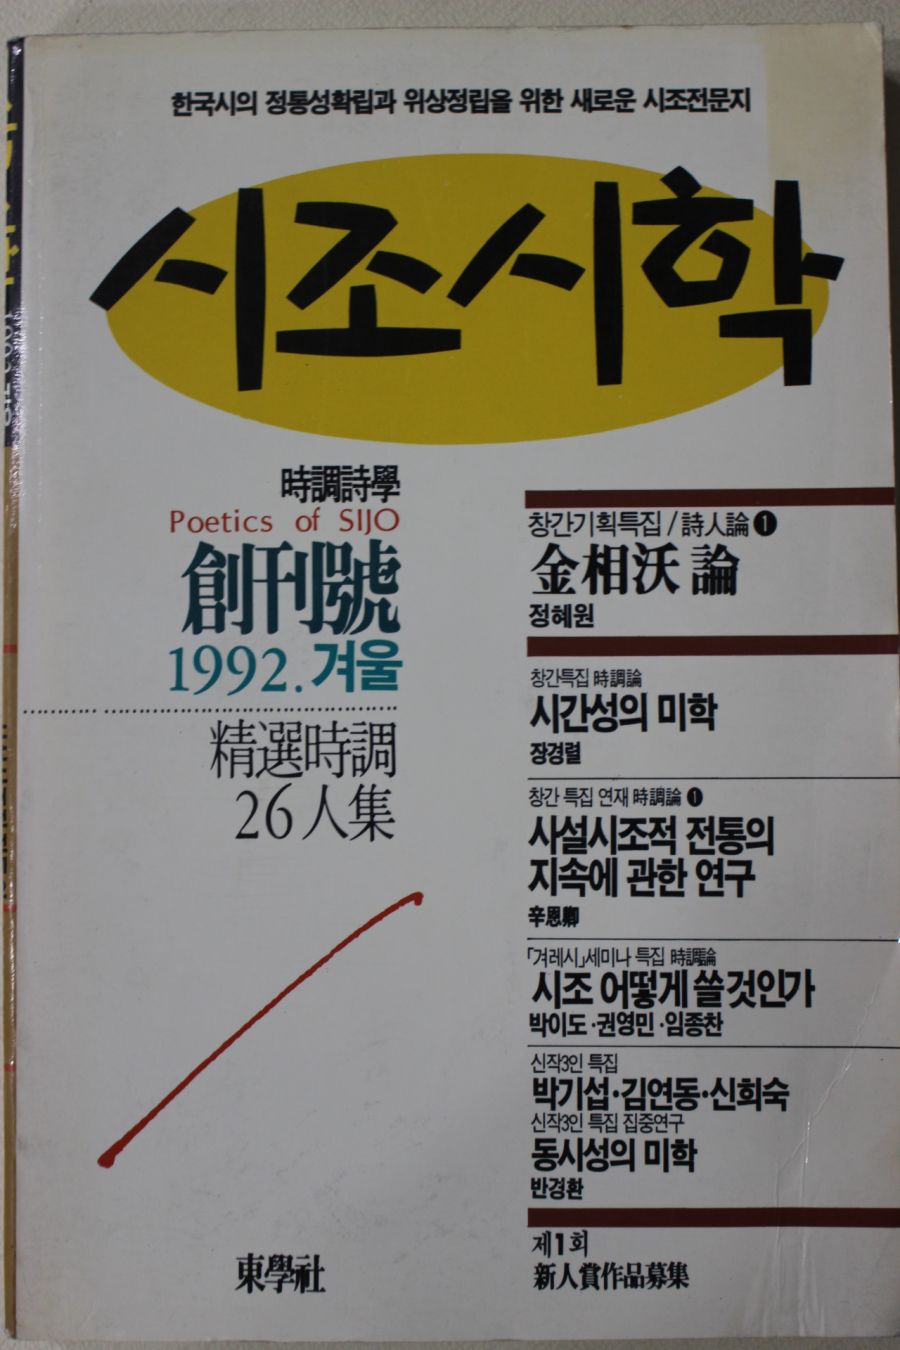 한국시의 정통성확립과 위상정립을 위한 새로운 시조전문지
시조시학
時調詩學
Poetics of SIJO
創刊號
1992. 겨울
精選時調
26人集
창간기획특집/詩人論❶
金相沃 論
정혜원
창간특집 時調論
시간성의 미학
장경렬
창간 특집 연재 時調論❶
사설시조적 전통의
지속에 관한 연구
辛恩卿
「겨레시」세미나 특집 時調論
시조 어떻게 쓸것인가
박이도·권영민·임종찬
신작3인 특집
박기섭·김연동·신희숙
신작3인 특집 집중연구
동시성의 미학
반경환
제1회
新人賞作品募集
東學社